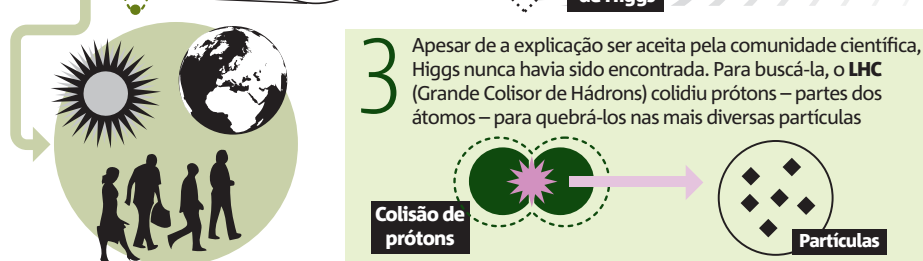 de Higgs
3
Apesar de a explicação ser aceita pela comunidade científica,
Higgs nunca havia sido encontrada. Para buscá-la, o LHC
(Grande Colisor de Hádrons) colidiu prótons – partes dos
átomos – para quebrá-los nas mais diversas partículas
Colisão de
prótons
Partículas